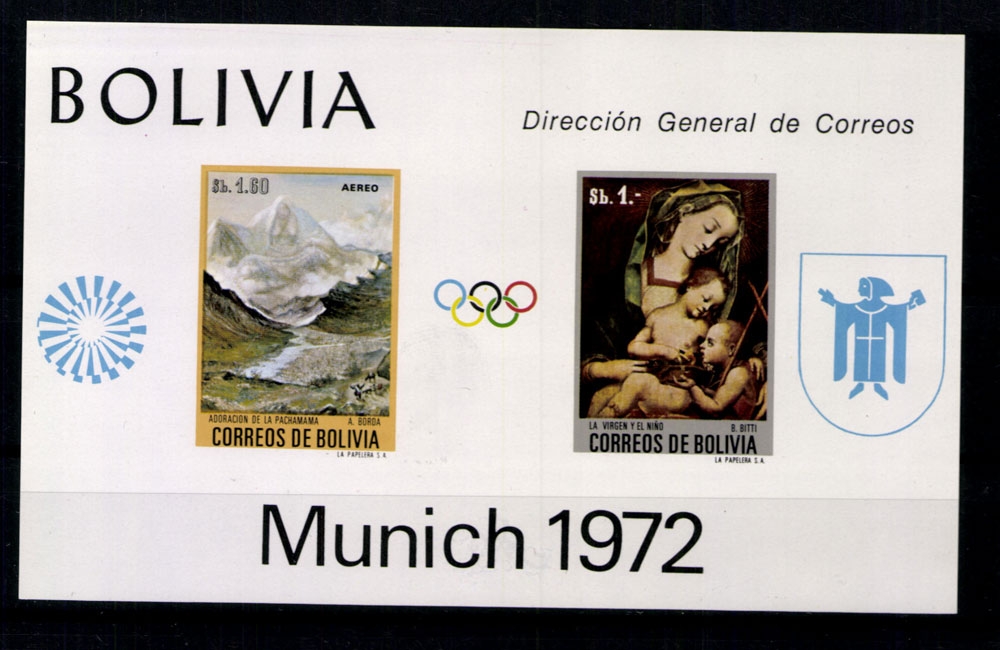 BOLIVIA
Dirección General de Correos
$b. 1.60
AEREO
ADORACION DE LA PACHAMAMA A. BORDA
CORREOS DE BOLIVIA
LA PAPELERA S.A.
$b. 1.-
LA VIRGEN Y EL NIÑO B. BITTI
CORREOS DE BOLIVIA
LA PAPELERA S.A.
Munich 1972